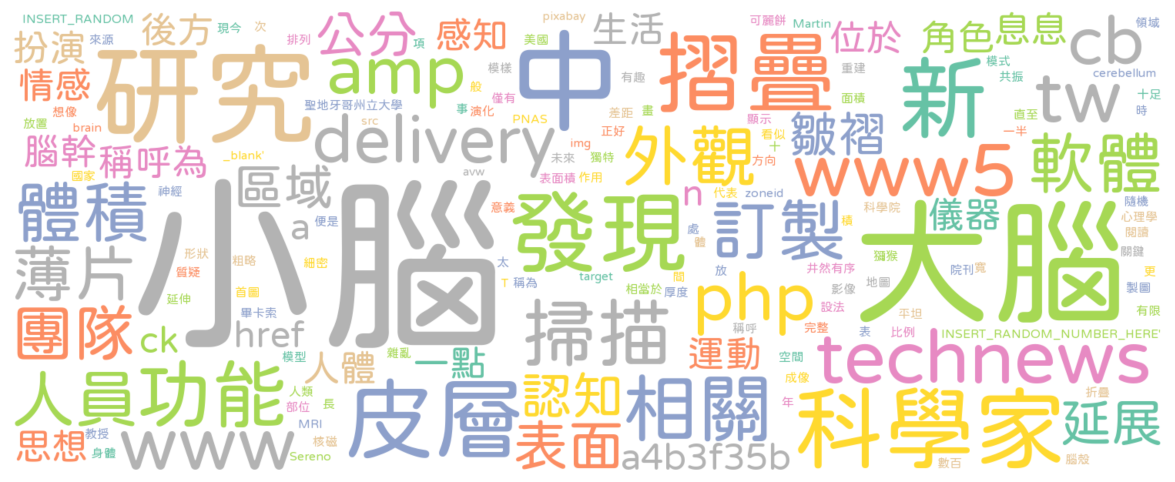 INSERT_RANDOM
後方
現今
次
公分
感知
pixabay
生活
可麗餅
Martin
位於
角色
息息
傾域
扮演
來源
研究
排列
項
美國
中
摺疊
重建
新
模式
共振
cb
cerebellum
情感
想像
amp
模樣
般
有趣
面積
tw
十足
時
放置
brain
聖地牙哥州立大學
事
演化
僅有
PNAS
差距
畫
顯示
皺褶
直至
一半
腦幹
稱呼為
src
delivery
正好
img
外觀
看似
十
方向
軟體
_blank'
國家
區域
未來
獨特
avw
表面積
作用
www5
體積
神經
小腦
a
便是
意義
發現
n
代表
zoneid
訂製
科學院
槓
儀器
大腦
隨機
心理學
閱讀
薄片
形狀
質疑
粗略
細密
太
T
稱為
target
間
處
體
放
井然有序
獼猴
院刊
寬
關鍵
更
延伸
首圖
相當於
厚度
影像
地圖
製圖
團隊
ck
href
畢卡索
掃描
php
設法
平坦
有限
稱呼
完整
表
比例
INSERT_RANDOM_NUMBER_HERE'
雜亂
模型
人體
一點
運動
空間
technews
人員
功能
人類
部位
長
皮層
認知
相關
成像
年
科學家
折疊
延展
思想
教授
身體
www
MRI
核磁
Sereno
表面
a4b3f35b
數百
腦殼